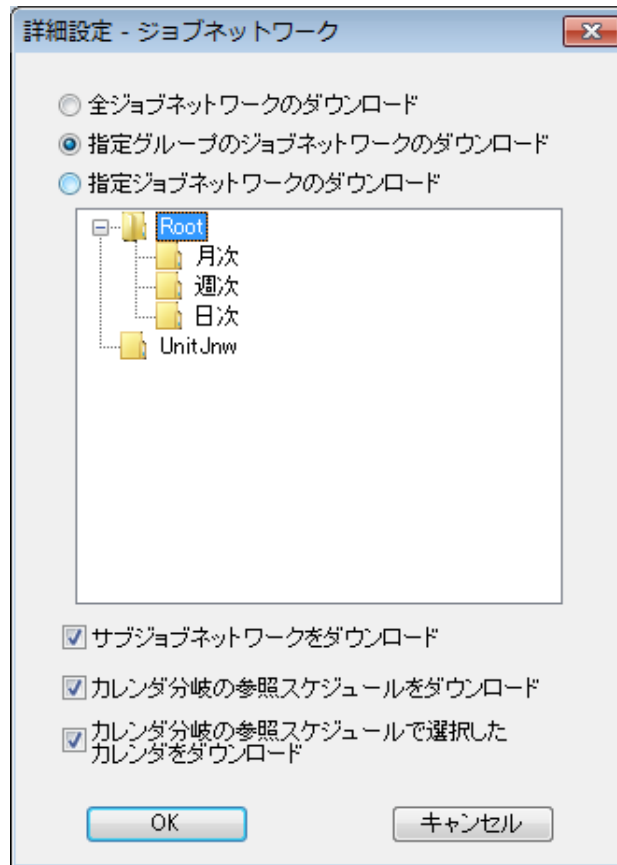 詳細設定 - ジョブネットワーク
全ジョブネットワークのダウンロード
指定グループのジョブネットワークのダウンロード
指定ジョブネットワークのダウンロード
Root
月次
週次
日次
UnitJnw
サブジョブネットワークをダウンロード
カレンダ分岐の参照スケジュールをダウンロード
カレンダ分岐の参照スケジュールで選択した
カレンダをダウンロード
OK
キャンセル